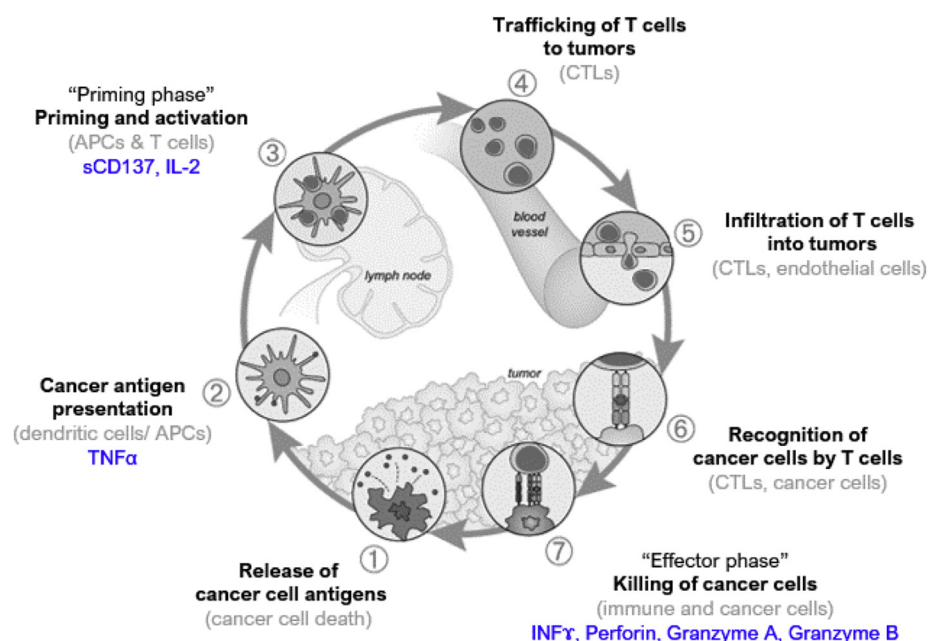 Trafficking of T cells
to tumors
(CTLs)
④
“Priming phase”
Priming and activation
(APCs & T cells)
sCD137, IL-2
③
blood
vessel
⑤
Infiltration of T cells
into tumors
(CTLs, endothelial cells)
lymph node
Cancer antigen
presentation
(dendritic cells/ APCs)
TNFα
②
tumor
⑥
Recognition of
cancer cells by T cells
(CTLs, cancer cells)
①
Release of
cancer cell antigens
(cancer cell death)
⑦
“Effector phase”
Killing of cancer cells
(immune and cancer cells)
INFɤ, Perforin, Granzyme A, Granzyme B